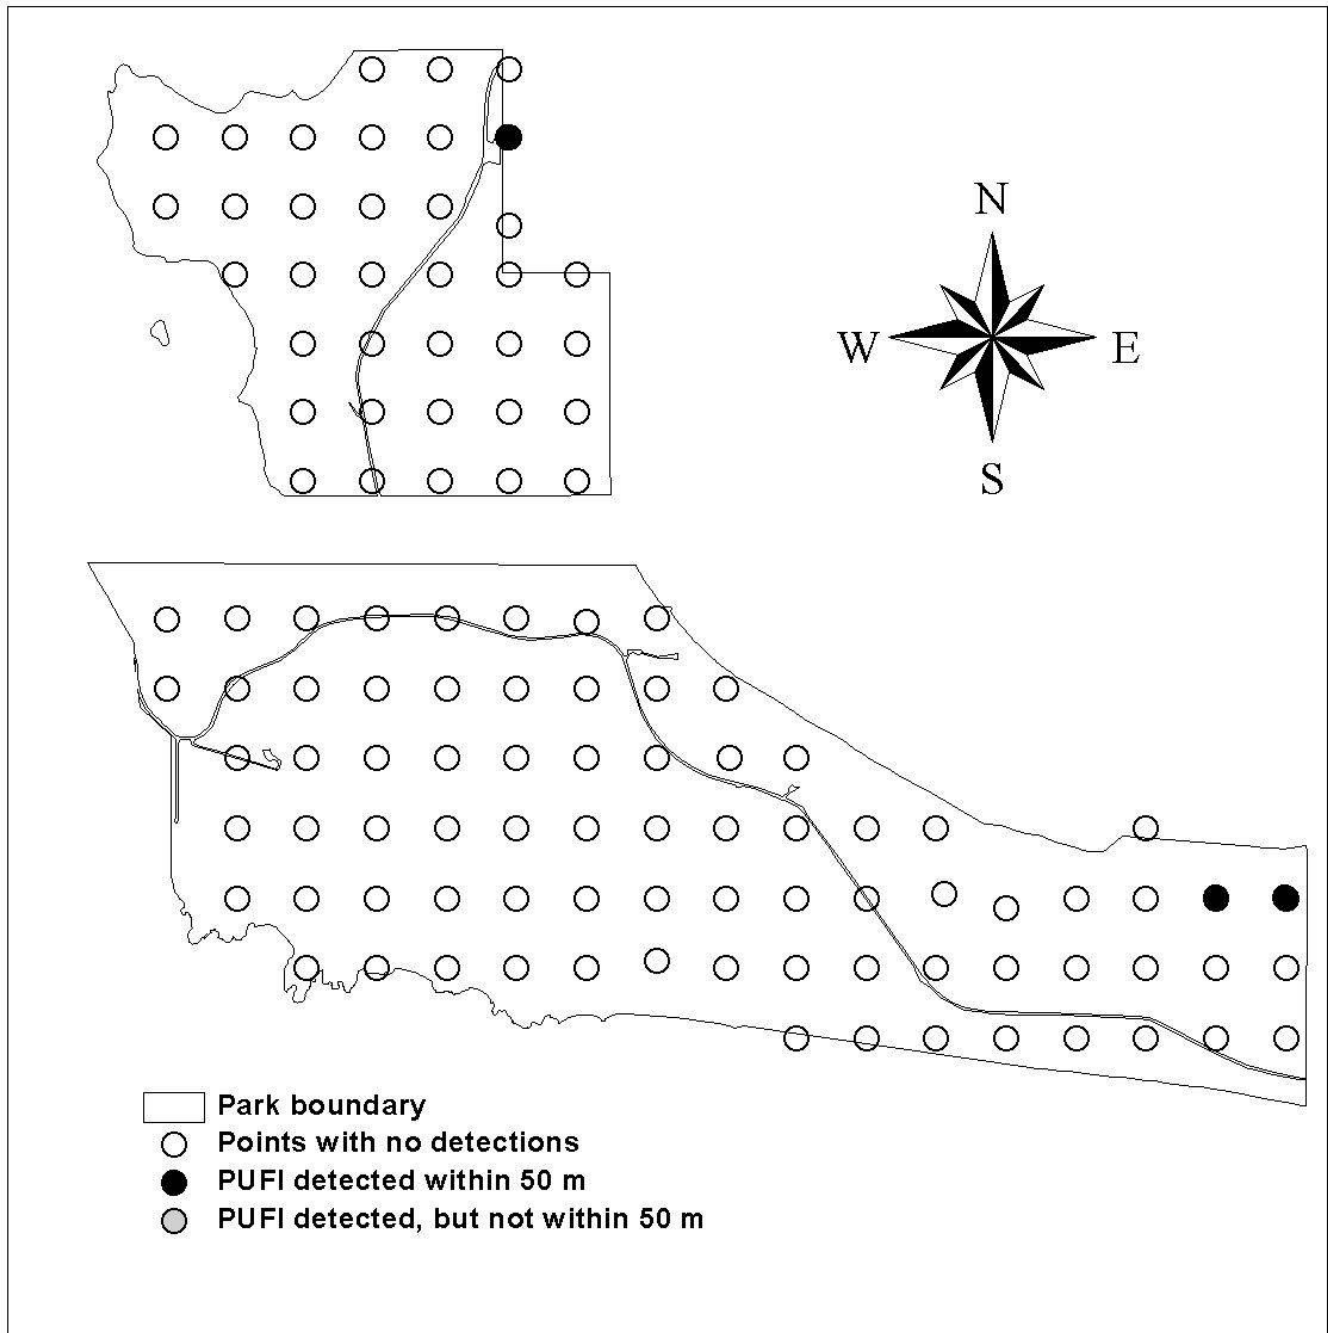 N
W E
S
Park boundary
Points with no detections
PUFI detected within 50 m
PUFI detected, but not within 50 m